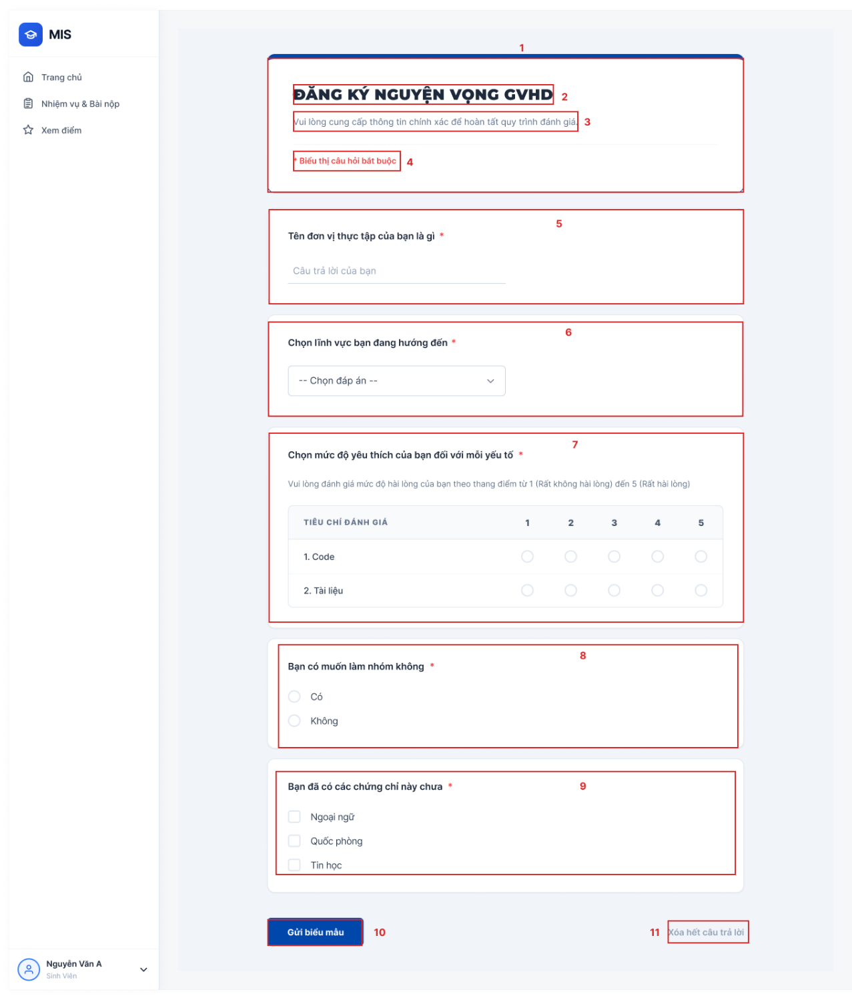 MIS
Trang chủ
Nhiệm vụ & Bài nộp
Xem điểm
1
ĐĂNG KÝ NGUYỆN VỌNG GVHD
2
Vui lòng cung cấp thông tin chính xác để hoàn tất quy trình đánh giá.
3
* Biểu thị câu hỏi bắt buộc
4
5
Tên đơn vị thực tập của bạn là gì *
Câu trả lời của bạn
6
Chọn lĩnh vực bạn đang hướng đến *
-- Chọn đáp án --
7
Chọn mức độ yêu thích của bạn đối với mỗi yếu tố *
Vui lòng đánh giá mức độ hài lòng của bạn theo thang điểm từ 1 (Rất không hài lòng) đến 5 (Rất hài lòng)
TIÊU CHÍ ĐÁNH GIÁ 1 2 3 4 5
1. Code
2. Tài liệu
8
Bạn có muốn làm nhóm không *
Có
Không
9
Bạn đã có các chứng chỉ này chưa *
Ngoại ngữ
Quốc phòng
Tin học
Gửi biểu mẫu 10
11 Xóa hết câu trả lời
Nguyễn Văn A
Sinh Viên